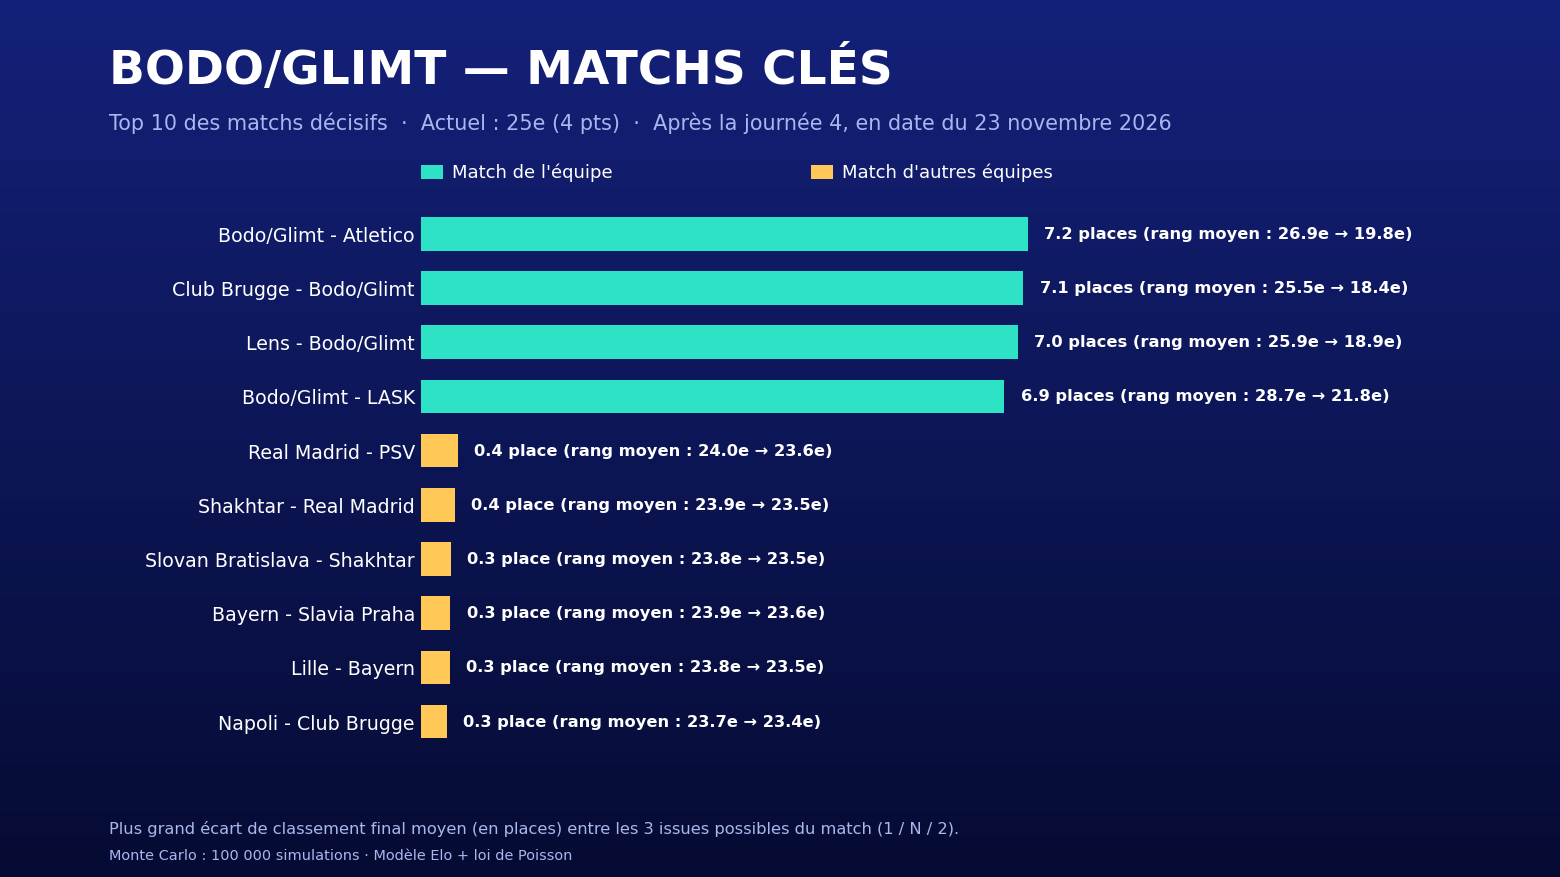 BODO/GLIMT — MATCHS CLÉS
Top 10 des matchs décisifs · Actuel : 25e (4 pts) · Après la journée 4, en date du 23 novembre 2026
Match de l'équipe Match d'autres équipes
Bodo/Glimt - Atletico 7.2 places (rang moyen : 26.9e → 19.8e)
Club Brugge - Bodo/Glimt 7.1 places (rang moyen : 25.5e → 18.4e)
Lens - Bodo/Glimt 7.0 places (rang moyen : 25.9e → 18.9e)
Bodo/Glimt - LASK 6.9 places (rang moyen : 28.7e → 21.8e)
Real Madrid - PSV 0.4 place (rang moyen : 24.0e → 23.6e)
Shakhtar - Real Madrid 0.4 place (rang moyen : 23.9e → 23.5e)
Slovan Bratislava - Shakhtar 0.3 place (rang moyen : 23.8e → 23.5e)
Bayern - Slavia Praha 0.3 place (rang moyen : 23.9e → 23.6e)
Lille - Bayern 0.3 place (rang moyen : 23.8e → 23.5e)
Napoli - Club Brugge 0.3 place (rang moyen : 23.7e → 23.4e)
Plus grand écart de classement final moyen (en places) entre les 3 issues possibles du match (1 / N / 2).
Monte Carlo : 100 000 simulations · Modèle Elo + loi de Poisson